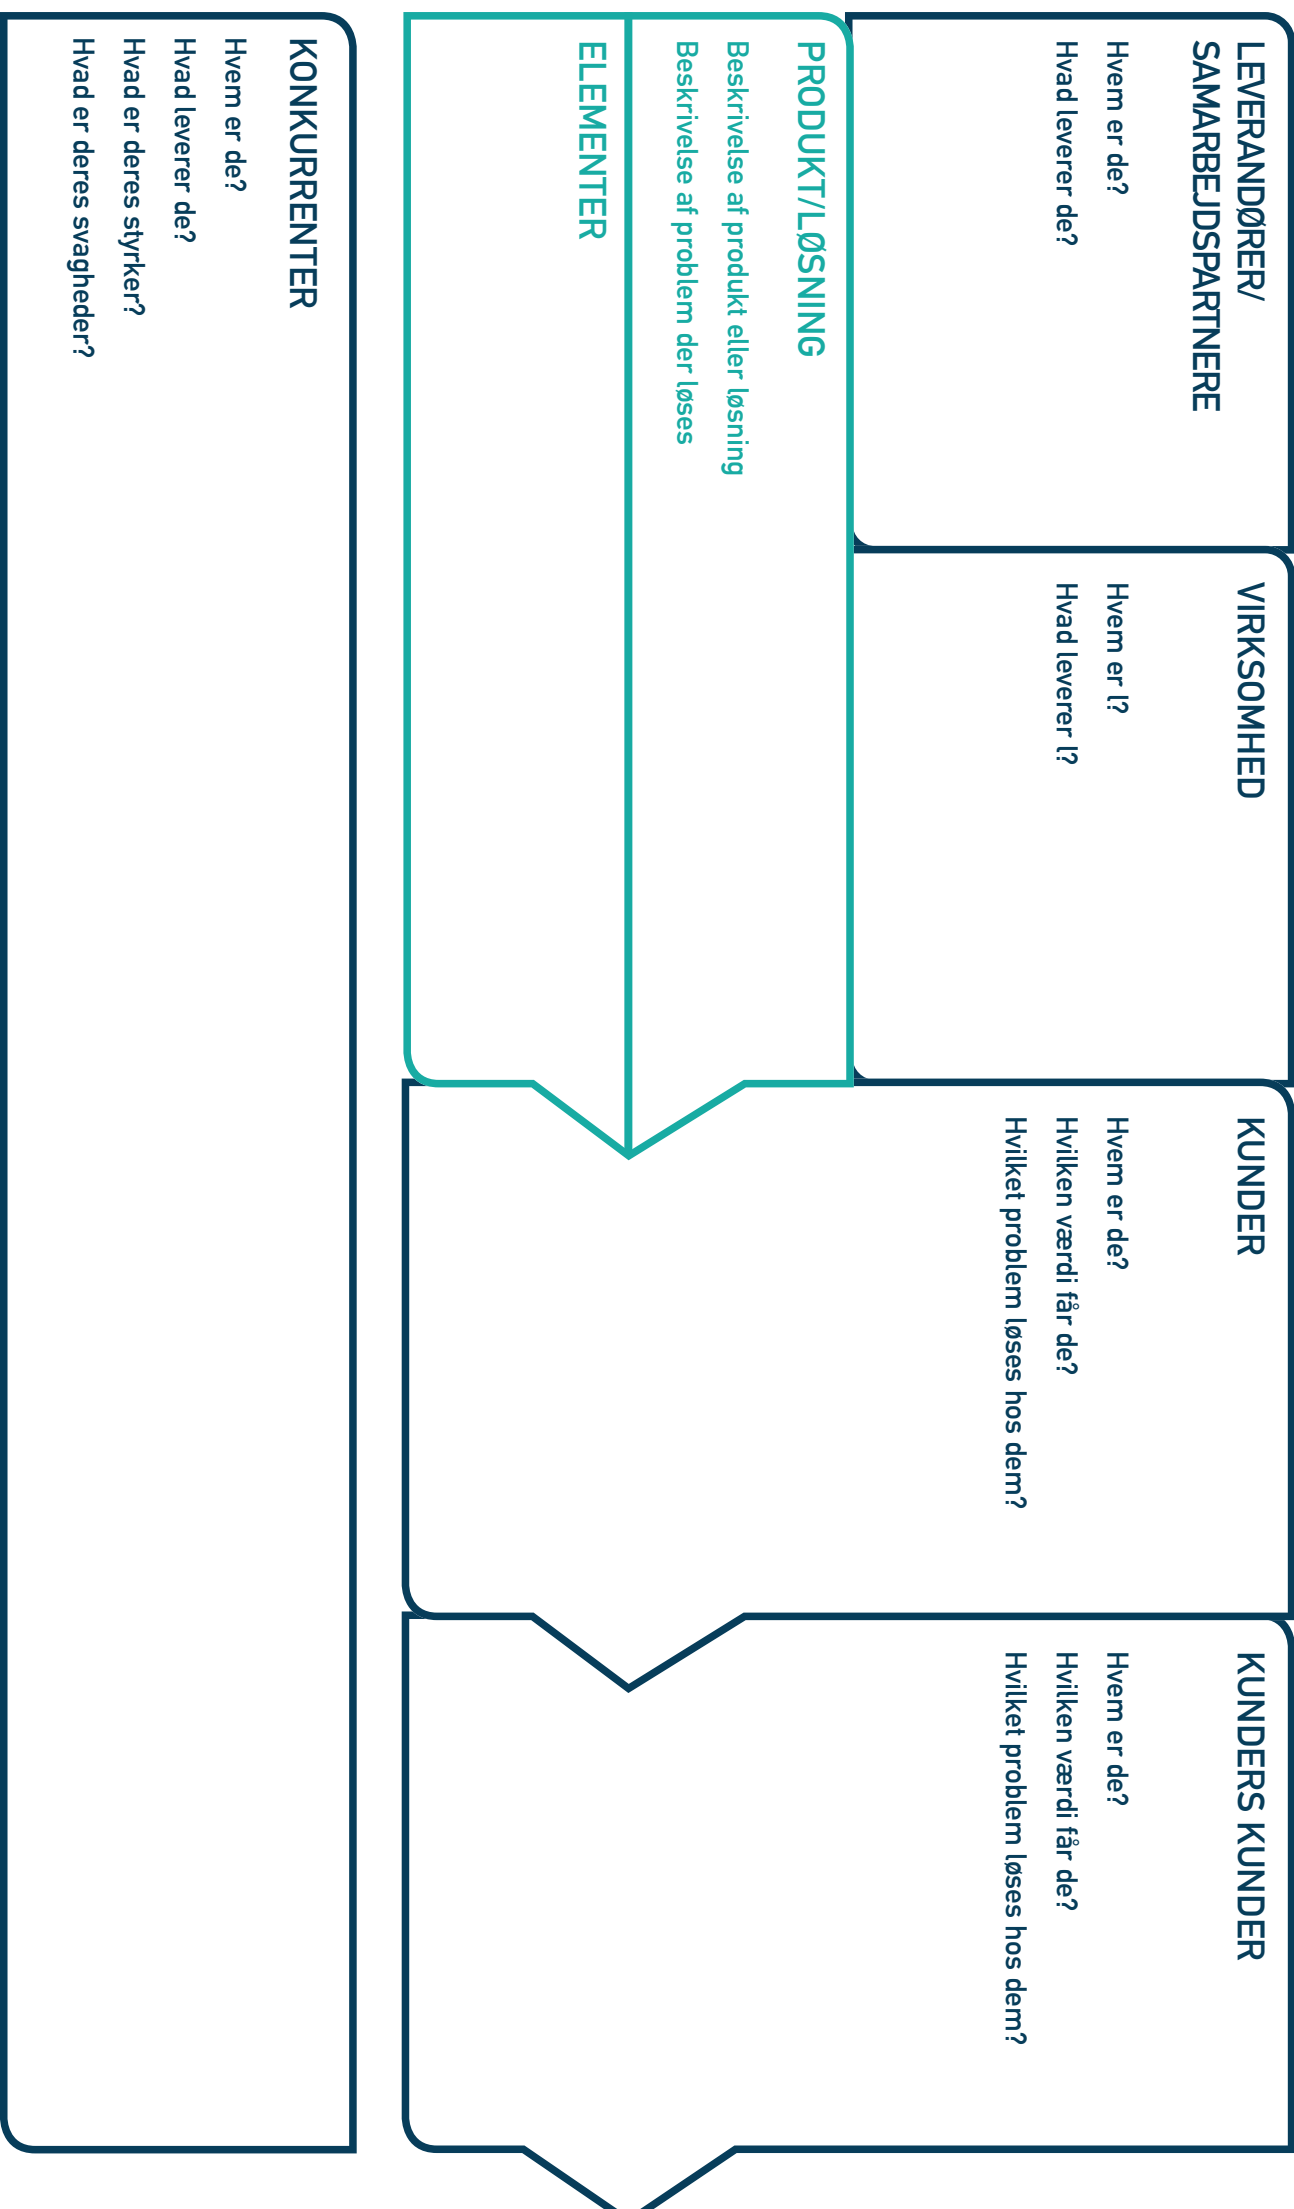 LEVERANDØRER/
SAMARBEJDSPARTNERE
Hvem er de?
Hvad leverer de?
VIRKSOMHED
Hvem er I?
Hvad leverer I?
KUNDER
Hvem er de?
Hvilken værdi får de?
Hvilket problem løses hos dem?
KUNDERS KUNDER
Hvem er de?
Hvilken værdi får de?
Hvilket problem løses hos dem?
PRODUKT/LØSNING
Beskrivelse af produkt eller løsning
Beskrivelse af problem der løses
ELEMENTER
KONKURRENTER
Hvem er de?
Hvad leverer de?
Hvad er deres styrker?
Hvad er deres svagheder?